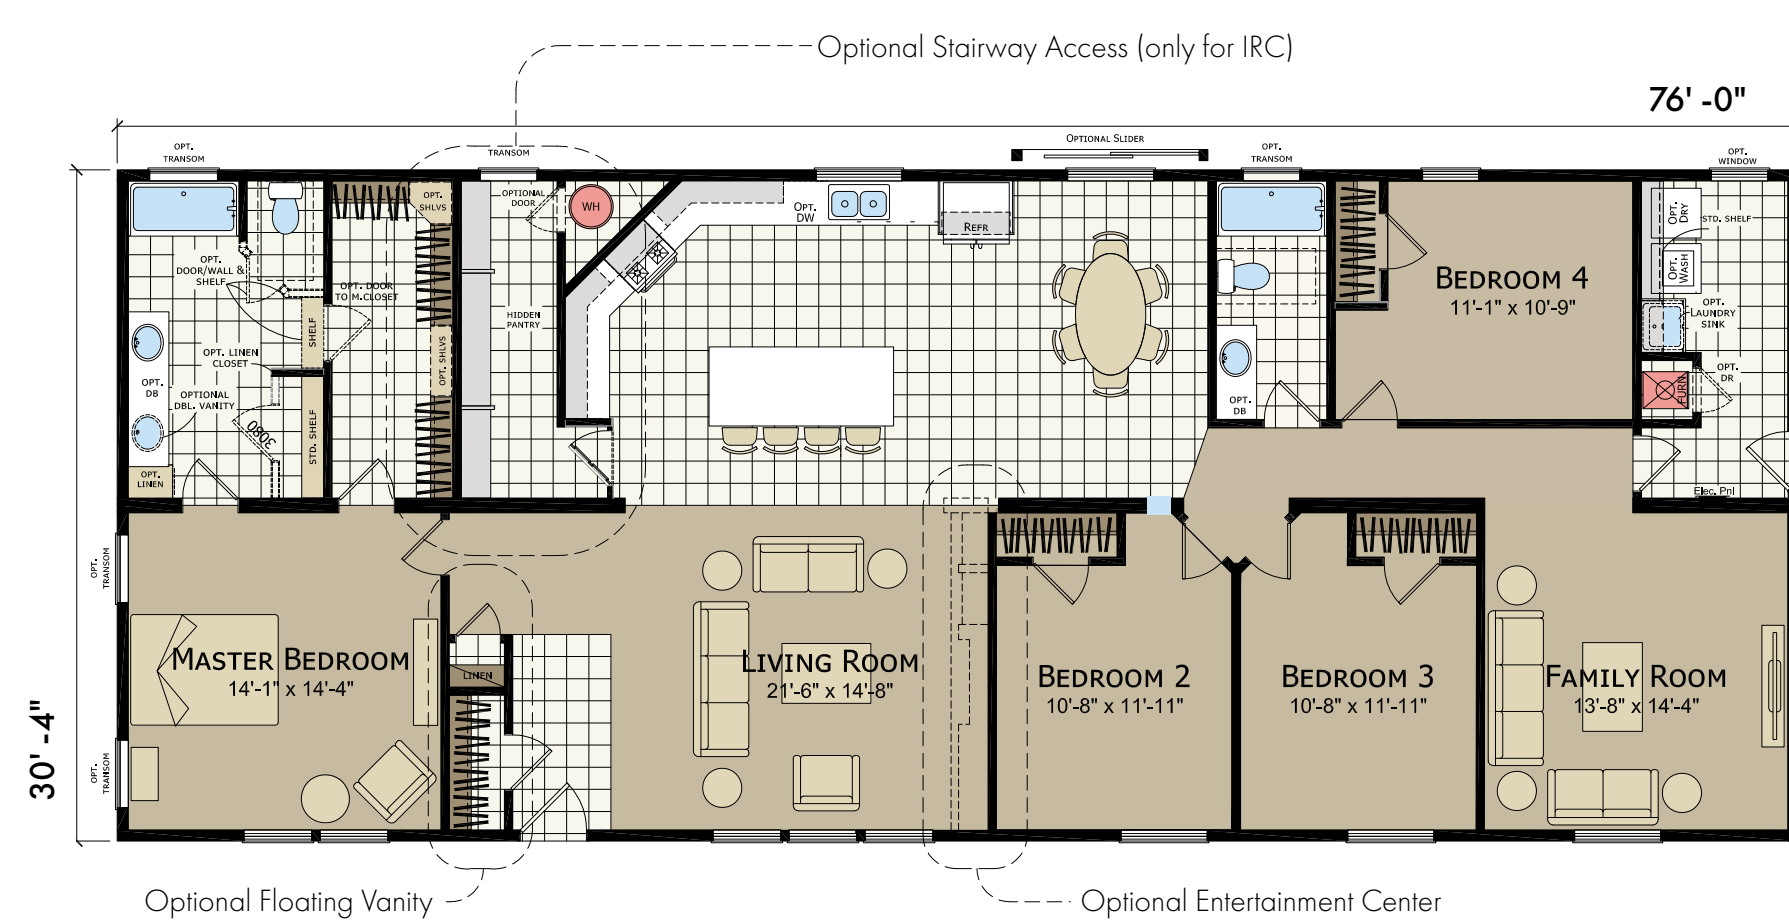 Optional Stairway Access (only for IRC)
76' -0"
OPTIONAL SLIDER
OPT.
TRANSOM
TRANSOM
OPT.
TRANSOM
OPT.
WINDOW
OPT.
SHLVS
OPTIONAL
DOOR
WH
OPT.
DW
REFR
OPT.
DRY
STD. SHELF
OPT.
WASH
OPT.
DOOR/WALL &
SHELF
OPT. DOOR
TO M.CLOSET
BEDROOM 4
11'-1" x 10'-9"
OPT.
LAUNDRY
SINK
HIDDEN
PANTRY
SHELF
OPT. LINEN
CLOSET
OPT. SHLVS
OPT.
DB
OPTIONAL
DBL. VANITY
3080
STD. SHELF
OPT.
DB
OPT.
DR
FURN
OPT.
LINEN
Elec. Pnl
OPT.
TRANSOM
MASTER BEDROOM
14'-1" x 14'-4"
LINEN
LIVING ROOM
21'-6" x 14'-8"
BEDROOM 2
10'-8" x 11'-11"
BEDROOM 3
10'-8" x 11'-11"
FAMILY ROOM
13'-8" x 14'-4"
30' -4"
OPT.
TRANSOM
Optional Floating Vanity
Optional Entertainment Center